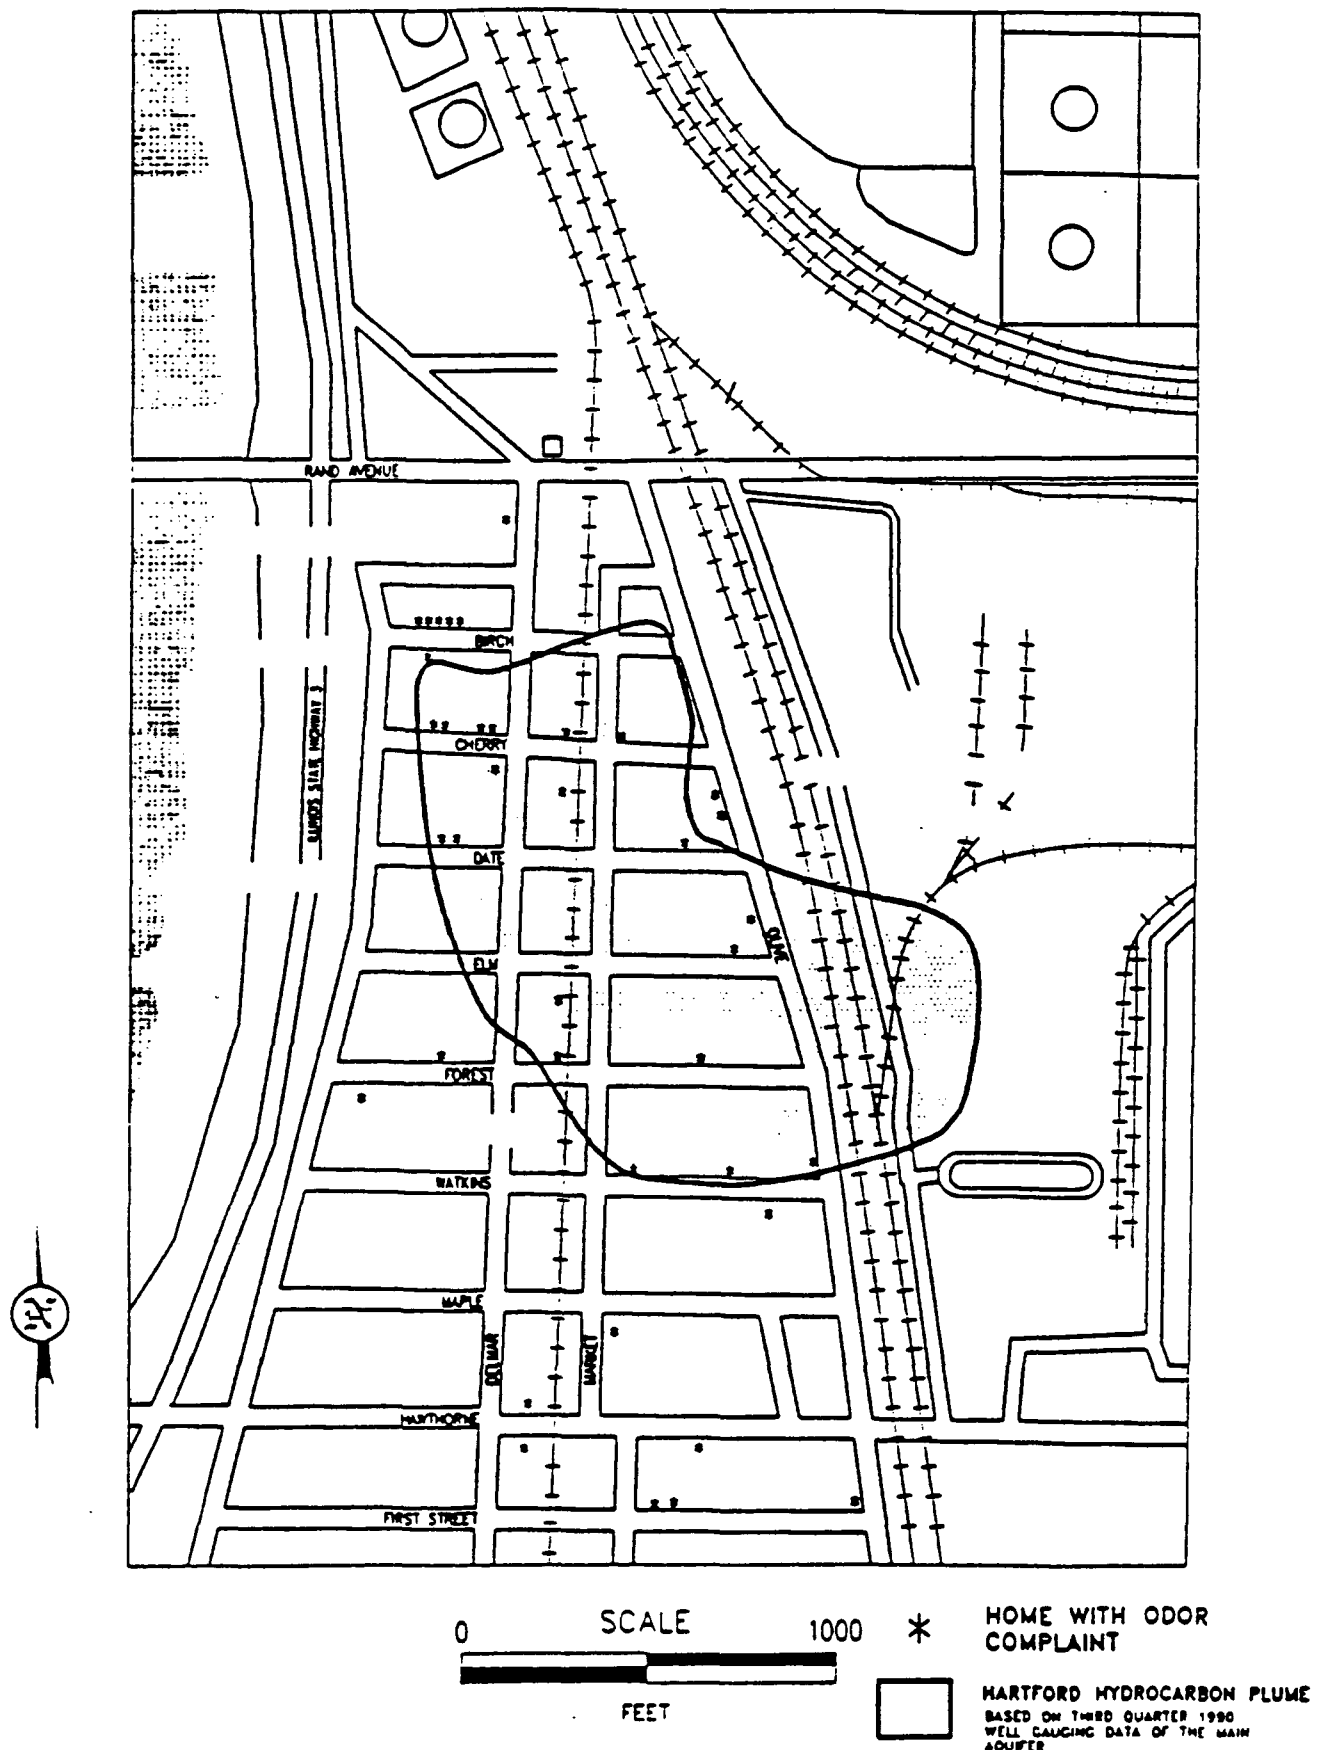 RAND AVENUE
BIRCH
ILLINOIS STATE HIGHWAY 3
CHERRY
DATE
OLIVE
ELM
FOREST
WATKINS
MAPLE
DELMAR
MARKET
HAWTHORNE
FIRST STREET
0 SCALE 1000
FEET
* HOME WITH ODOR
COMPLAINT
HARTFORD HYDROCARBON PLUME
BASED ON THIRD QUARTER 1990
WELL GAUGING DATA OF THE MAIN
AQUIFER